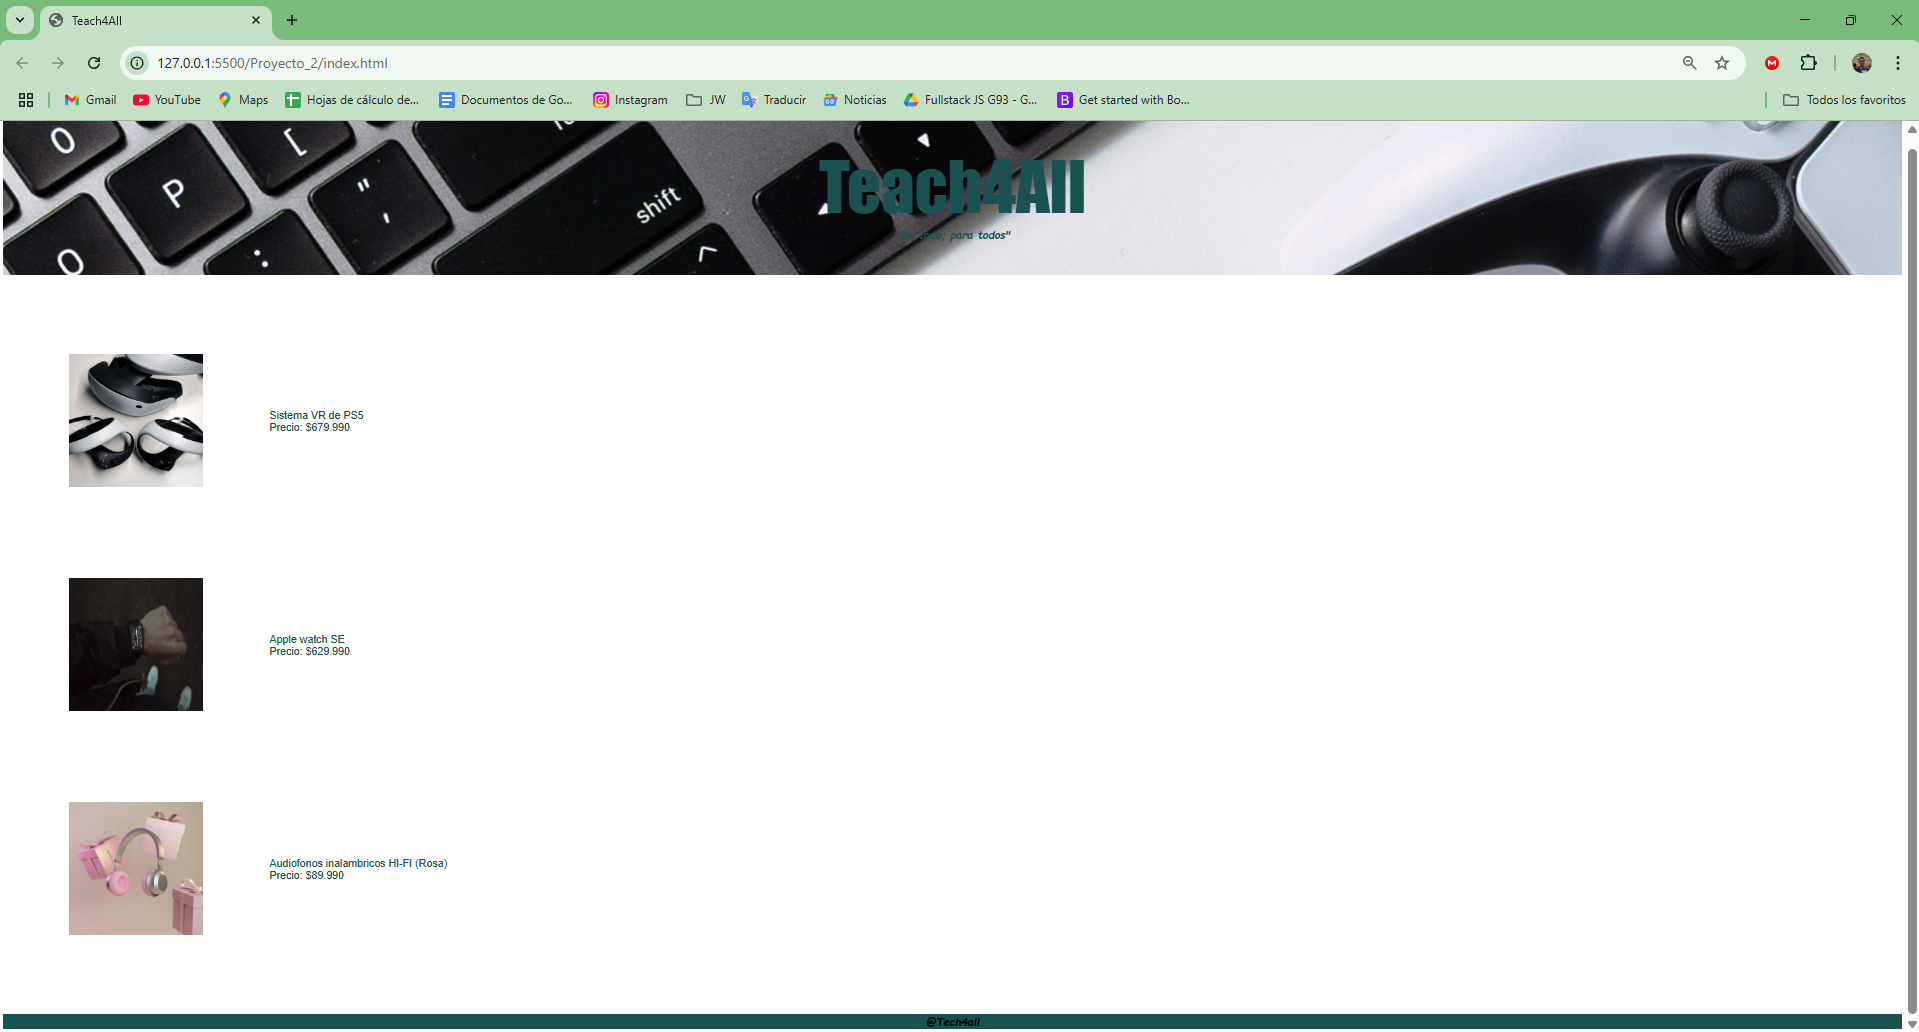 Teach4All
127.0.0.1:5500/Proyecto_2/index.html
Gmail YouTube Maps Hojas de cálculo de... Documentos de Go... Instagram JW Traducir Noticias Fullstack JS G93 - G... Get started with Bo... Todos los favoritos
O P [ " , shift
O : ^
Teach4All
todo, para todos"
Sistema VR de PS5
Precio: $679.990
Apple watch SE
Precio: $629.990
Audiofonos inalambricos HI-FI (Rosa)
Precio: $89.990
@Tech4all